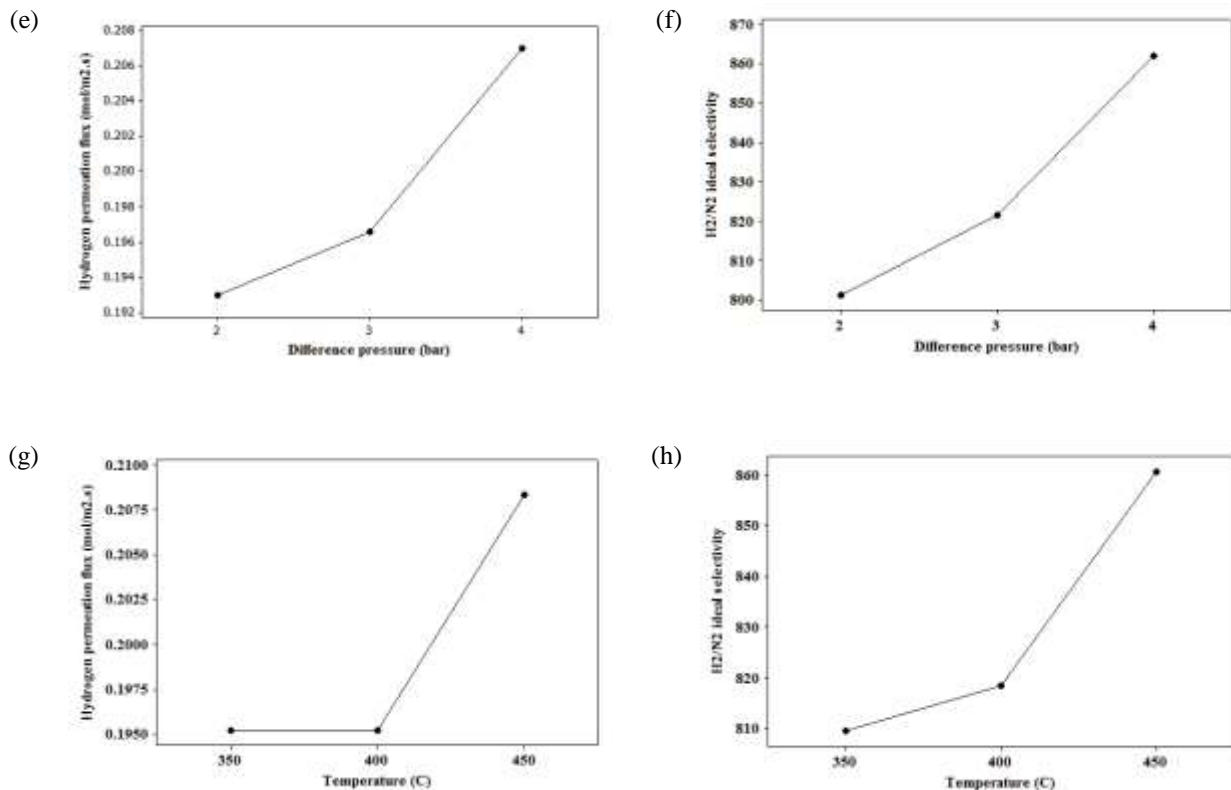 (e)
Hydrogen permeation flux (mol/m2.s)
0.208
0.206
0.204
0.202
0.200
0.198
0.196
0.194
0.192
2 3 4
Difference pressure (bar)
(f)
H2/N2 ideal selectivity
870
860
850
840
830
820
810
800
2 3 4
Difference pressure (bar)
(g)
Hydrogen permeation flux (mol/m2.s)
0.2100
0.2075
0.2050
0.2025
0.2000
0.1975
0.1950
350 400 450
Temperature (C)
(h)
H2/N2 ideal selectivity
860
850
840
830
820
810
350 400 450
Temperature (C)